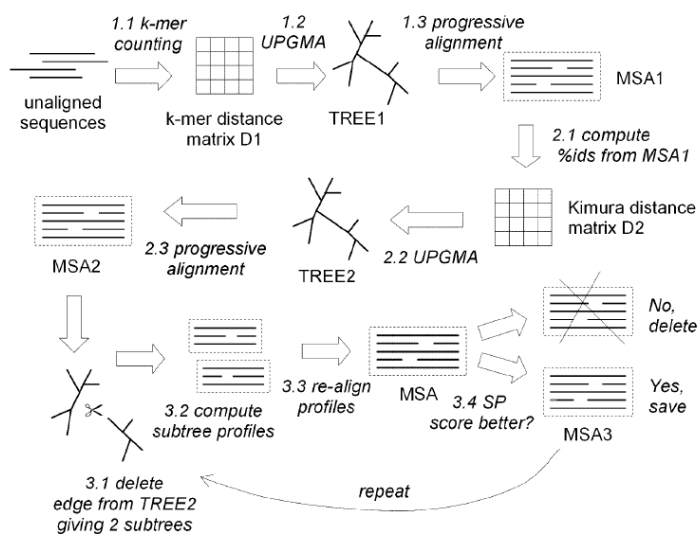 1.1 k-mer
counting
1.2
UPGMA
1.3 progressive
alignment
unaligned
sequences
k-mer distance
matrix D1
TREE1
MSA1
2.1 compute
%ids from MSA1
Kimura distance
matrix D2
2.2 UPGMA
TREE2
2.3 progressive
alignment
MSA2
3.1 delete
edge from TREE2
giving 2 subtrees
3.2 compute
subtree profiles
3.3 re-align
profiles
MSA
3.4 SP
score better?
No,
delete
Yes,
save
MSA3
repeat